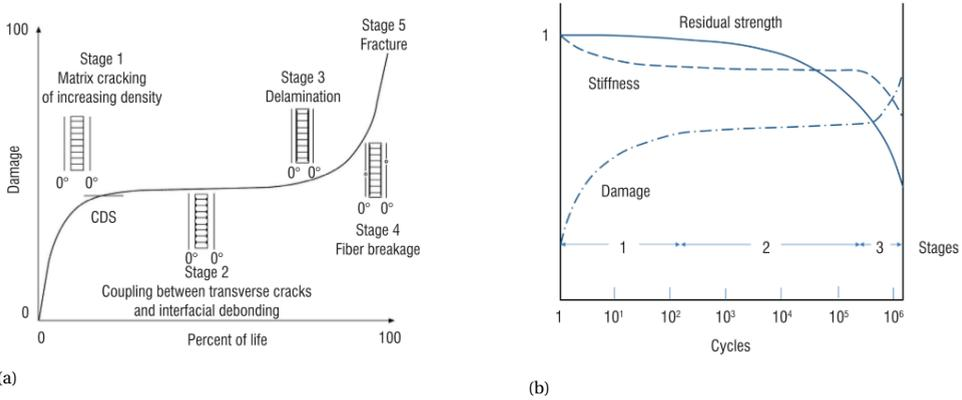 100
Damage
0
Stage 1
Matrix cracking
of increasing density
0° 0°
CDS
0° 0°
Stage 2
Coupling between transverse cracks
and interfacial debonding
Stage 3
Delamination
0° 0°
Stage 5
Fracture
0° 0°
Stage 4
Fiber breakage
0
Percent of life
100
(a)
1
Residual strength
Stiffness
Damage
1
2
3
Stages
1
10¹
10²
10³
10⁴
10⁵
10⁶
Cycles
(b)